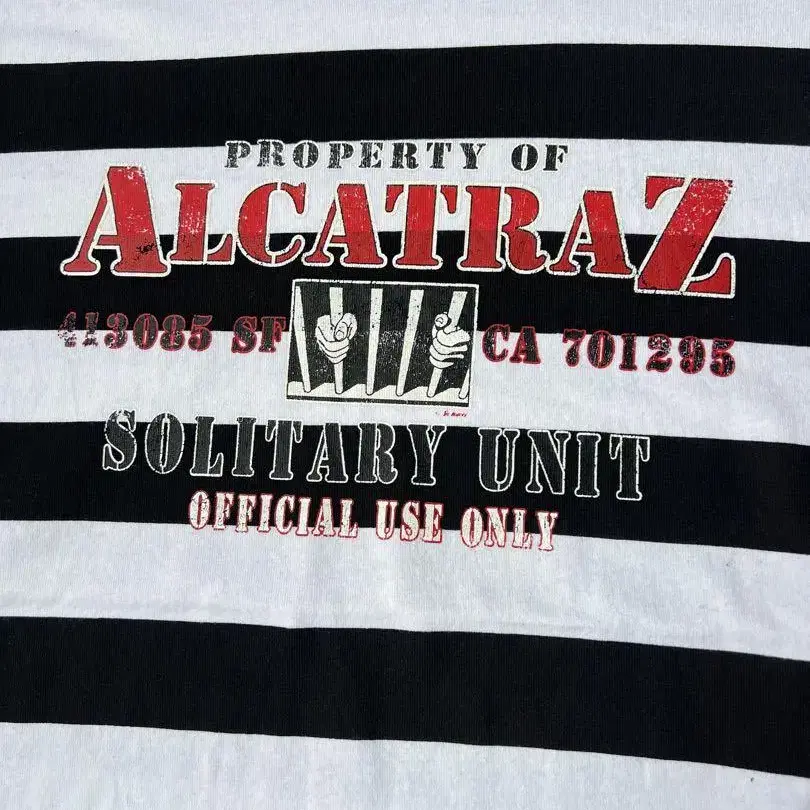 PROPERTY OF
ALCATRAZ
413085 SF CA 701295
SOLITARY UNIT
OFFICIAL USE ONLY